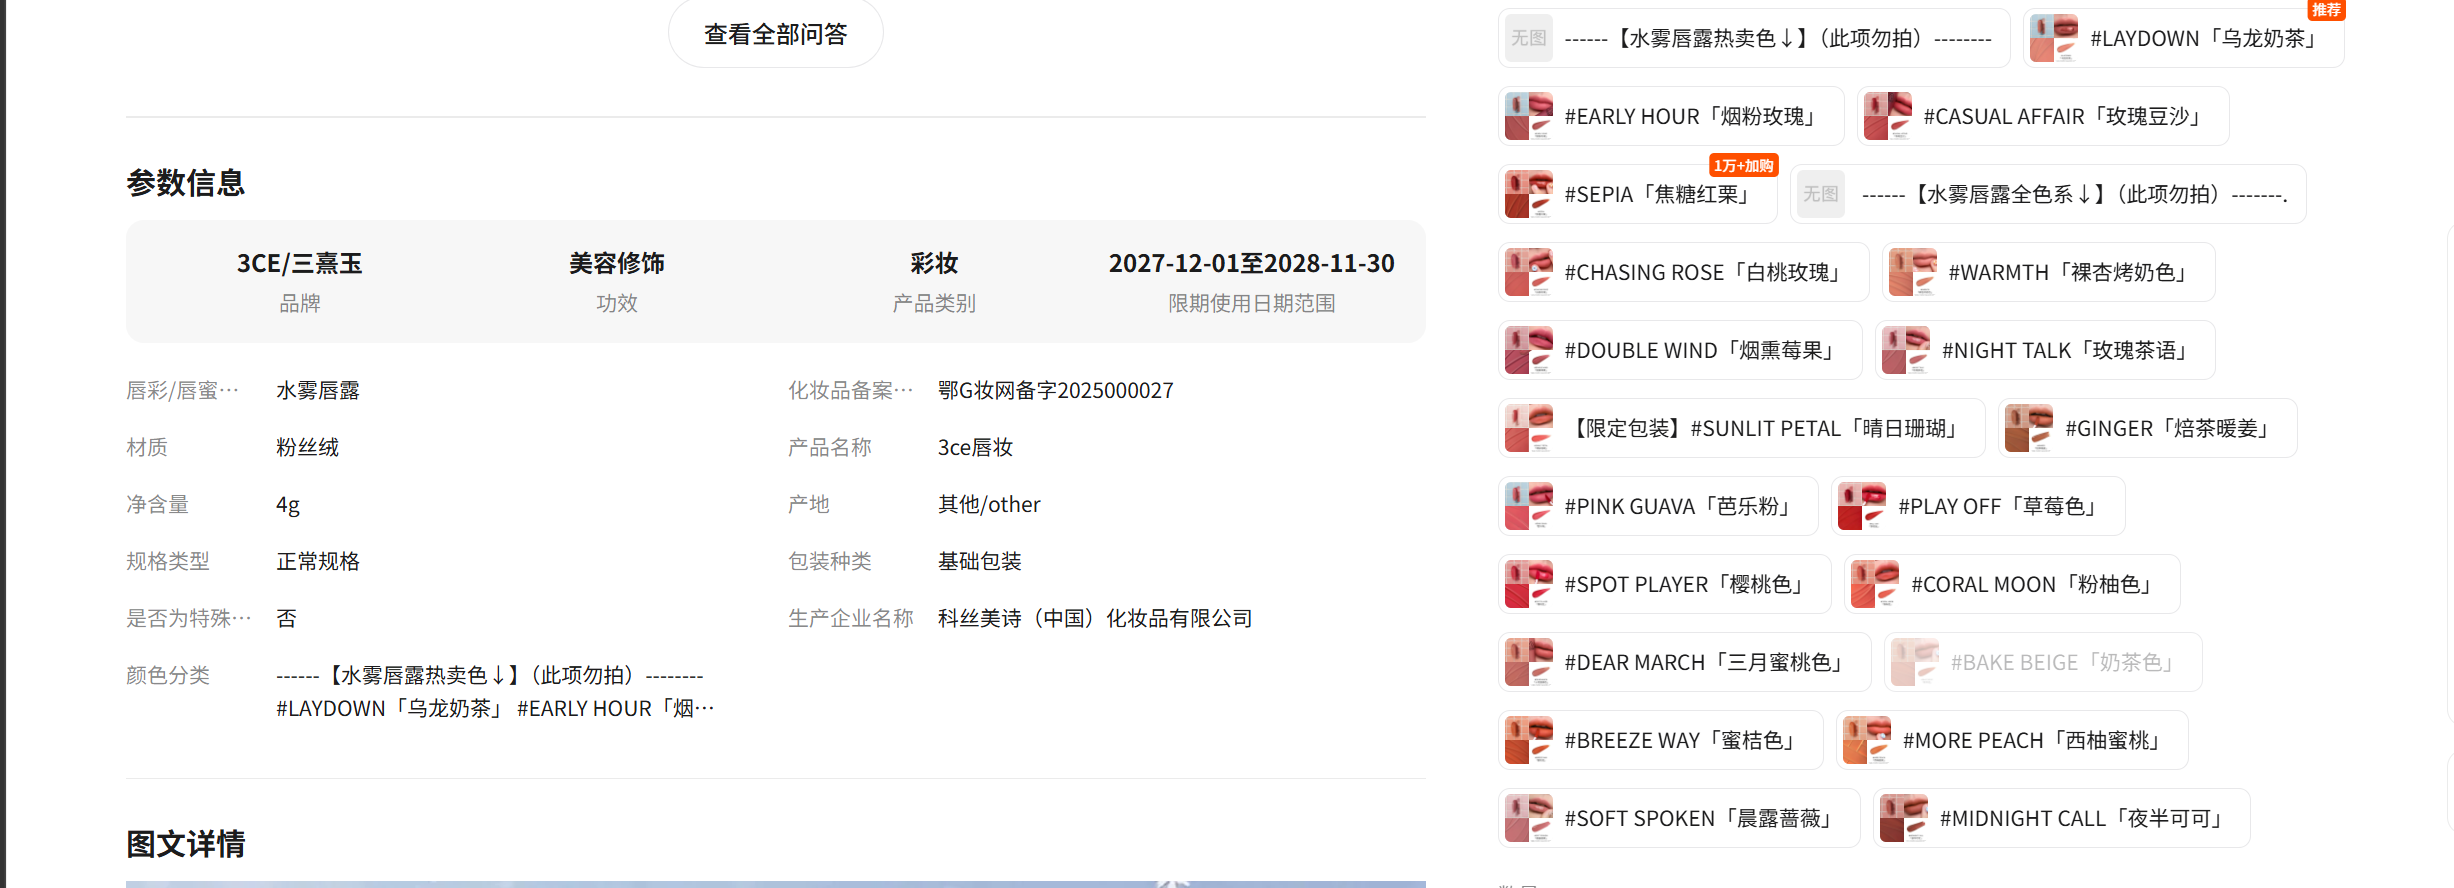 查看全部问答
参数信息
3CE/三熹玉
品牌
美容修饰
功效
彩妆
产品类别
2027-12-01至2028-11-30
限期使用日期范围
唇彩/唇蜜… 水雾唇露
化妆品备案… 鄂G妆网备字2025000027
材质 粉丝绒
产品名称 3ce唇妆
净含量 4g
产地 其他/other
规格类型 正常规格
包装种类 基础包装
是否为特殊… 否
生产企业名称 科丝美诗（中国）化妆品有限公司
颜色分类 ------【水雾唇露热卖色↓】（此项勿拍）--------
#LAYDOWN「乌龙奶茶」 #EARLY HOUR「烟…
图文详情
无图 ------【水雾唇露热卖色↓】（此项勿拍）--------
推荐
#LAYDOWN「乌龙奶茶」
#EARLY HOUR「烟粉玫瑰」
#CASUAL AFFAIR「玫瑰豆沙」
1万+加购
#SEPIA「焦糖红栗」
无图 ------【水雾唇露全色系↓】（此项勿拍）-------.
#CHASING ROSE「白桃玫瑰」
#WARMTH「裸杏烤奶色」
#DOUBLE WIND「烟熏莓果」
#NIGHT TALK「玫瑰茶语」
【限定包装】#SUNLIT PETAL「晴日珊瑚」
#GINGER「焙茶暖姜」
#PINK GUAVA「芭乐粉」
#PLAY OFF「草莓色」
#SPOT PLAYER「樱桃色」
#CORAL MOON「粉柚色」
#DEAR MARCH「三月蜜桃色」
#BAKE BEIGE「奶茶色」
#BREEZE WAY「蜜桔色」
#MORE PEACH「西柚蜜桃」
#SOFT SPOKEN「晨露蔷薇」
#MIDNIGHT CALL「夜半可可」